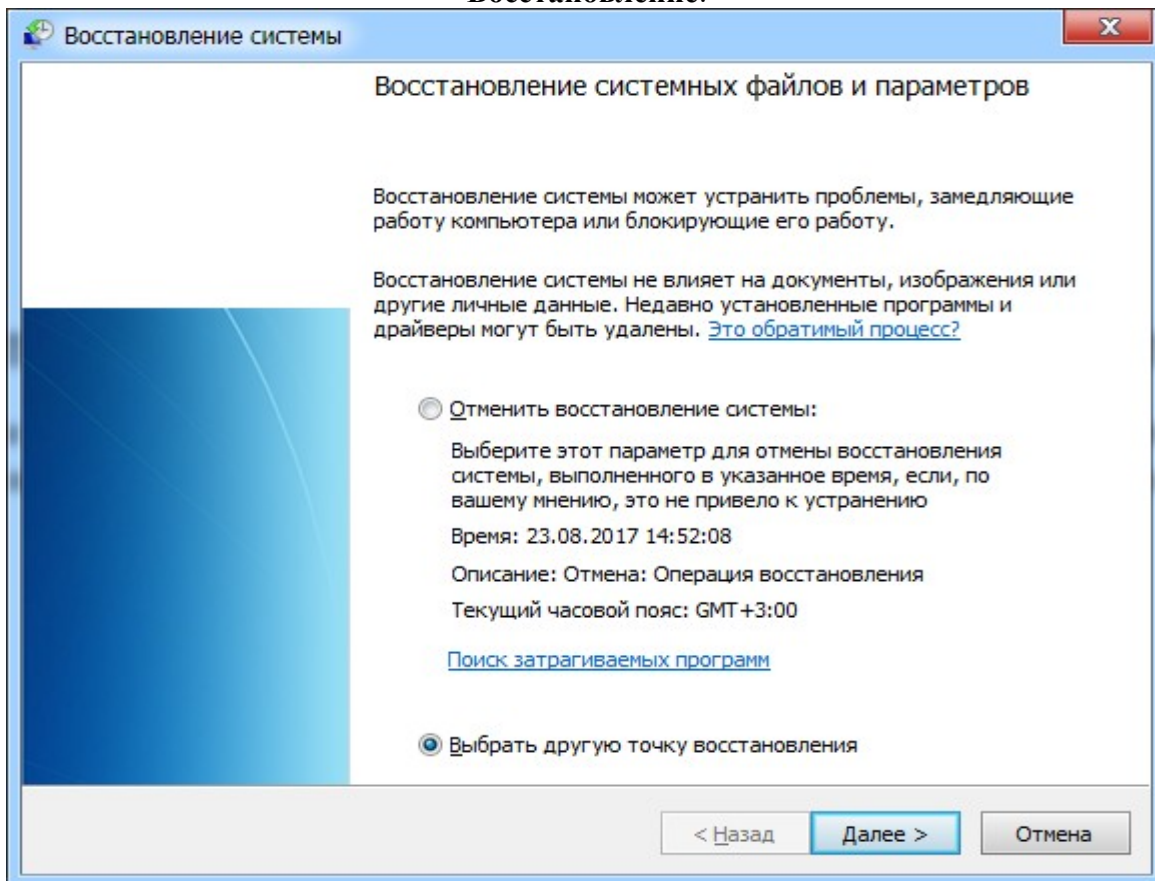 Восстановление.
Восстановление системы
Восстановление системных файлов и параметров
Восстановление системы может устранить проблемы, замедляющие
работу компьютера или блокирующие его работу.
Восстановление системы не влияет на документы, изображения или
другие личные данные. Недавно установленные программы и
драйверы могут быть удалены. Это обратимый процесс?
Отменить восстановление системы:
Выберите этот параметр для отмены восстановления
системы, выполненного в указанное время, если, по
вашему мнению, это не привело к устранению
Время: 23.08.2017 14:52:08
Описание: Отмена: Операция восстановления
Текущий часовой пояс: GMT+3:00
Поиск затрагиваемых программ
Выбрать другую точку восстановления
< Назад Далее > Отмена